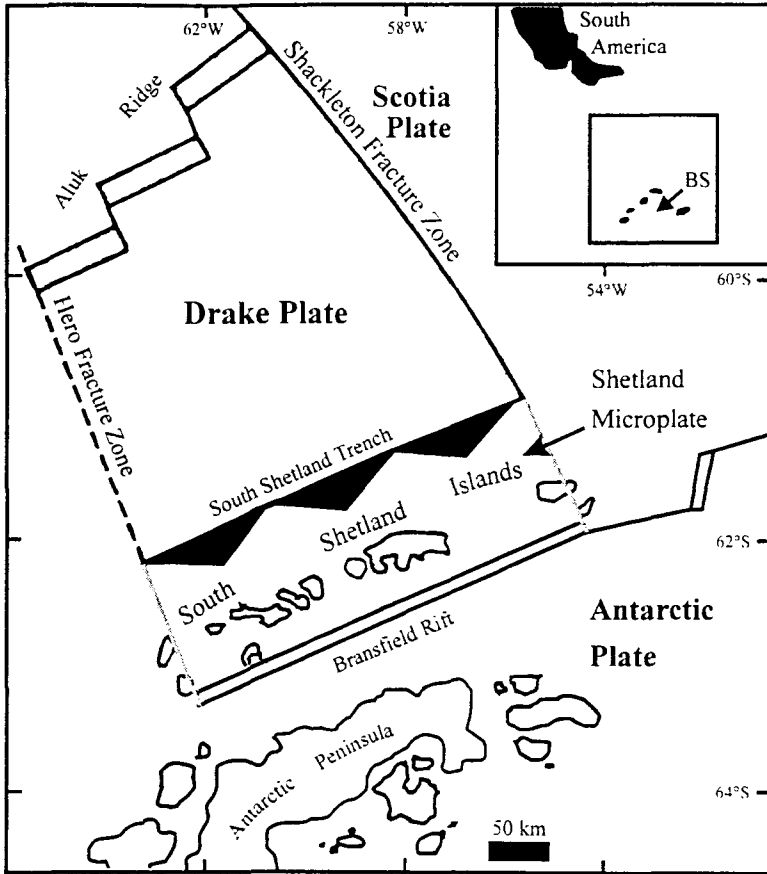 62°W
58°W
South
America
BS
54°W
60°S
Scotia
Plate
Shackleton Fracture Zone
Ridge
Aluk
Drake Plate
Hero Fracture Zone
Shetland
Microplate
South Shetland Trench
South Shetland Islands
62°S
Bransfield Rift
Antarctic
Plate
Antarctic Peninsula
64°S
50 km